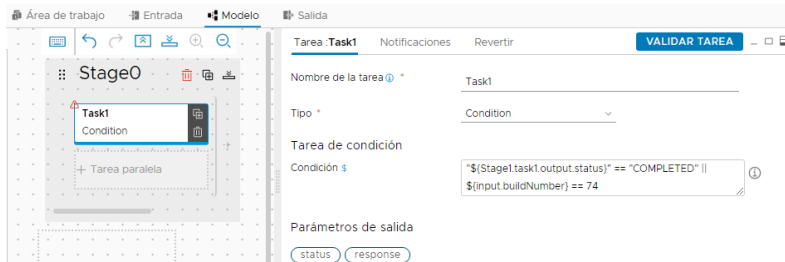 Área de trabajo
Entrada
Modelo
Salida
Stage0
Task1
Condition
+ Tarea paralela
Tarea :Task1
Notificaciones
Revertir
VALIDAR TAREA
Nombre de la tarea *
Task1
Tipo *
Condition
Tarea de condición
Condición $
"${Stage1.task1.output.status}" == "COMPLETED" ||
${input.buildNumber} == 74
Parámetros de salida
status
response